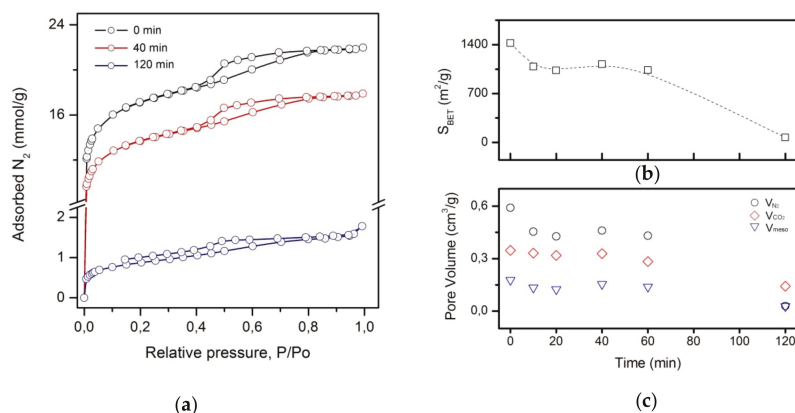 0 min
40 min
120 min
22
16
2
1
0
Adsorbed N2 (mmol/g)
0,0 0,2 0,4 0,6 0,8 1,0
Relative pressure, P/Po
(a)
1400
700
0
SBET (m²/g)
(b)
VN2
VCO2
Vmeso
0,6
0,3
0,0
Pore Volume (cm³/g)
0 20 40 60 80 100 120
Time (min)
(c)